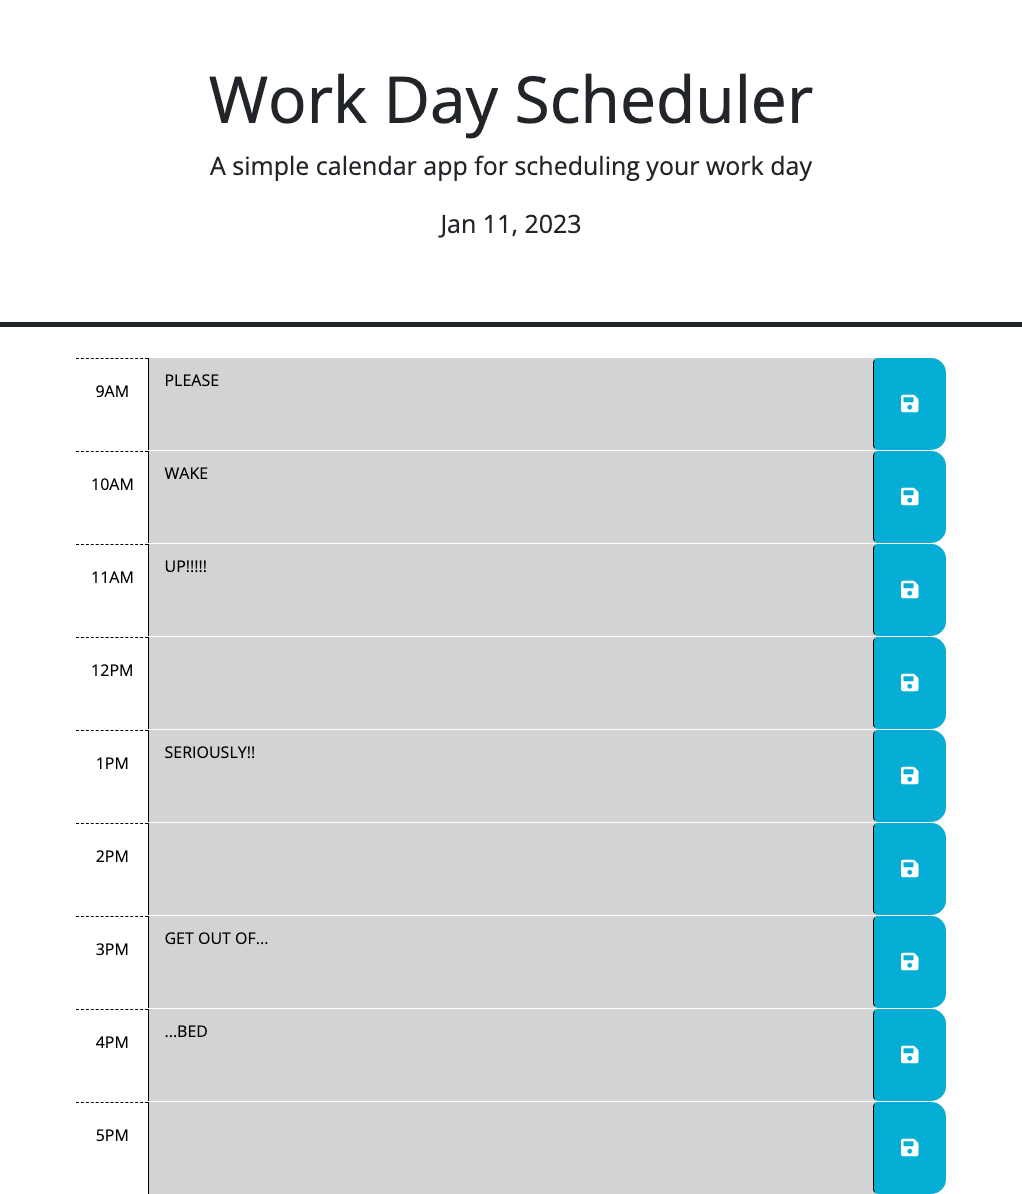 Work Day Scheduler
A simple calendar app for scheduling your work day
Jan 11, 2023
9AM PLEASE
10AM WAKE
11AM UP!!!!!
12PM
1PM SERIOUSLY!!
2PM
3PM GET OUT OF...
4PM ...BED
5PM